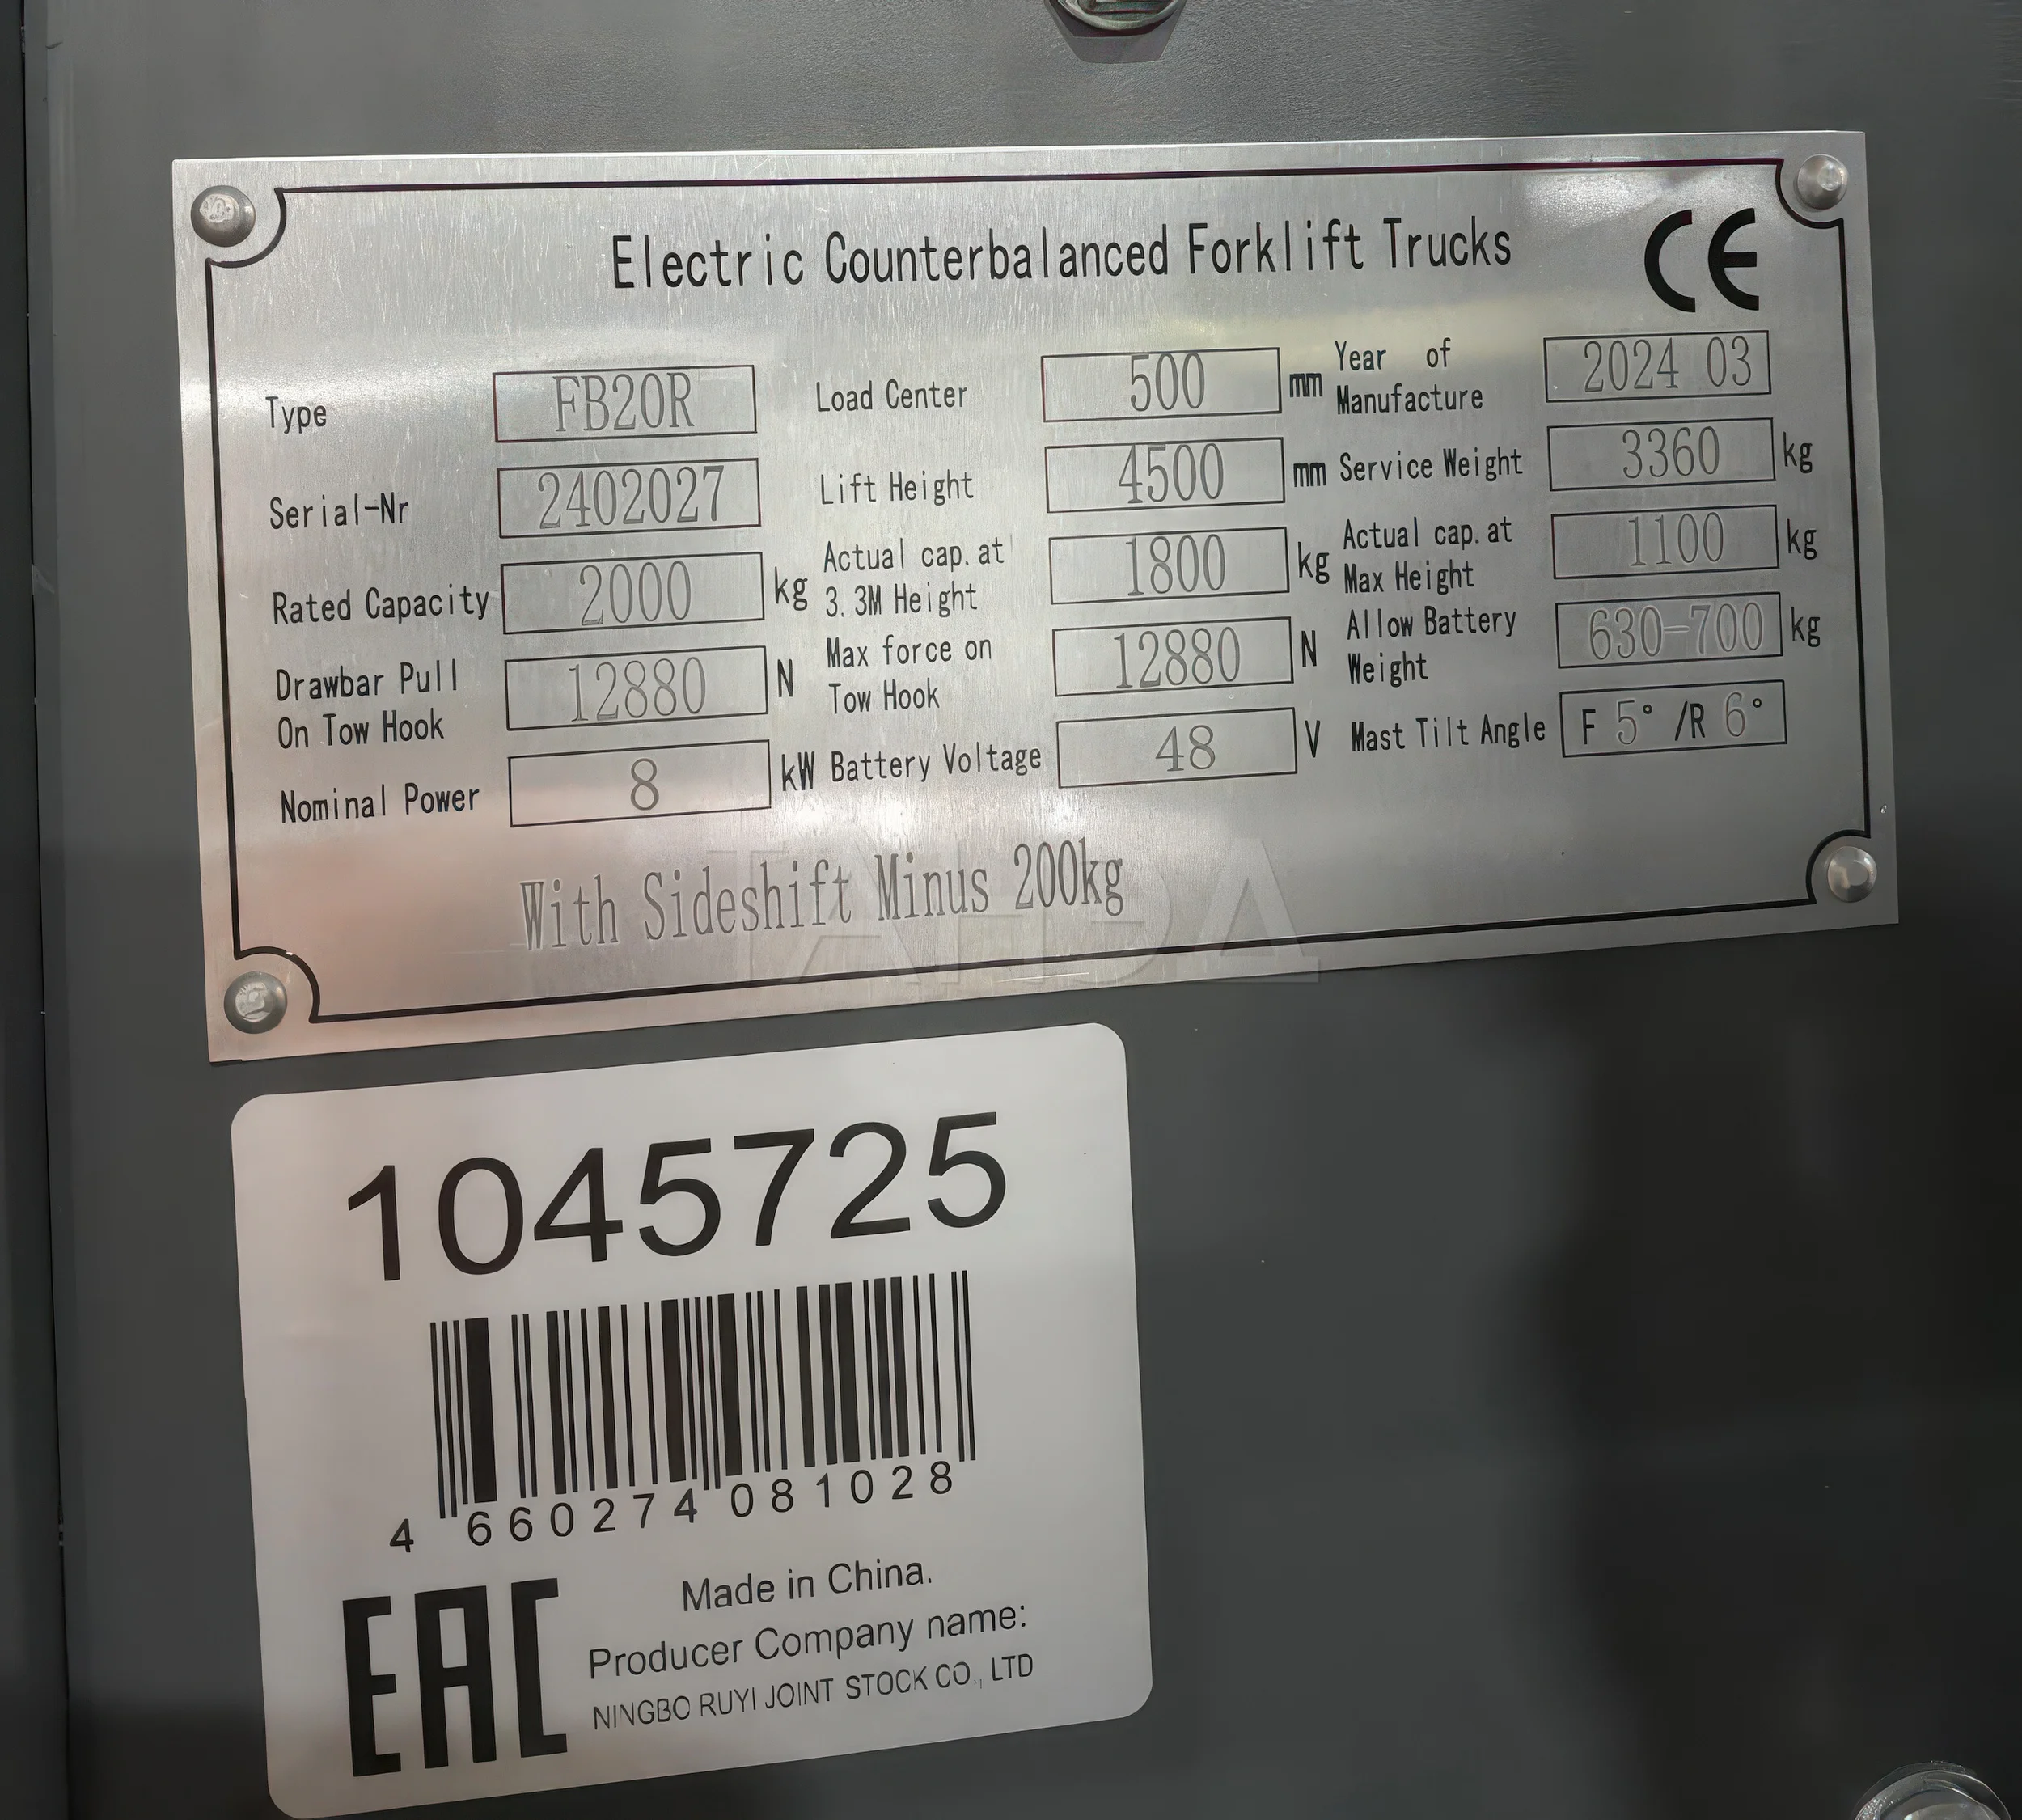 Electric Counterbalanced Forklift Trucks
CE
Type FB20R Load Center 500 mm Year of Manufacture 2024 03
Serial-Nr 2402027 Lift Height 4500 mm Service Weight 3360 kg
Rated Capacity 2000 kg Actual cap. at 3.3M Height 1800 kg Actual cap. at Max Height 1100 kg
Drawbar Pull On Tow Hook 12880 N Max force on Tow Hook 12880 N Allow Battery Weight 630-700 kg
Nominal Power 8 kW Battery Voltage 48 V Mast Tilt Angle F 5° /R 6°
With Sideshift Minus 200kg
1045725
4 660274 081028
EAC
Made in China.
Producer Company name:
NINGBO RUYI JOINT STOCK CO., LTD